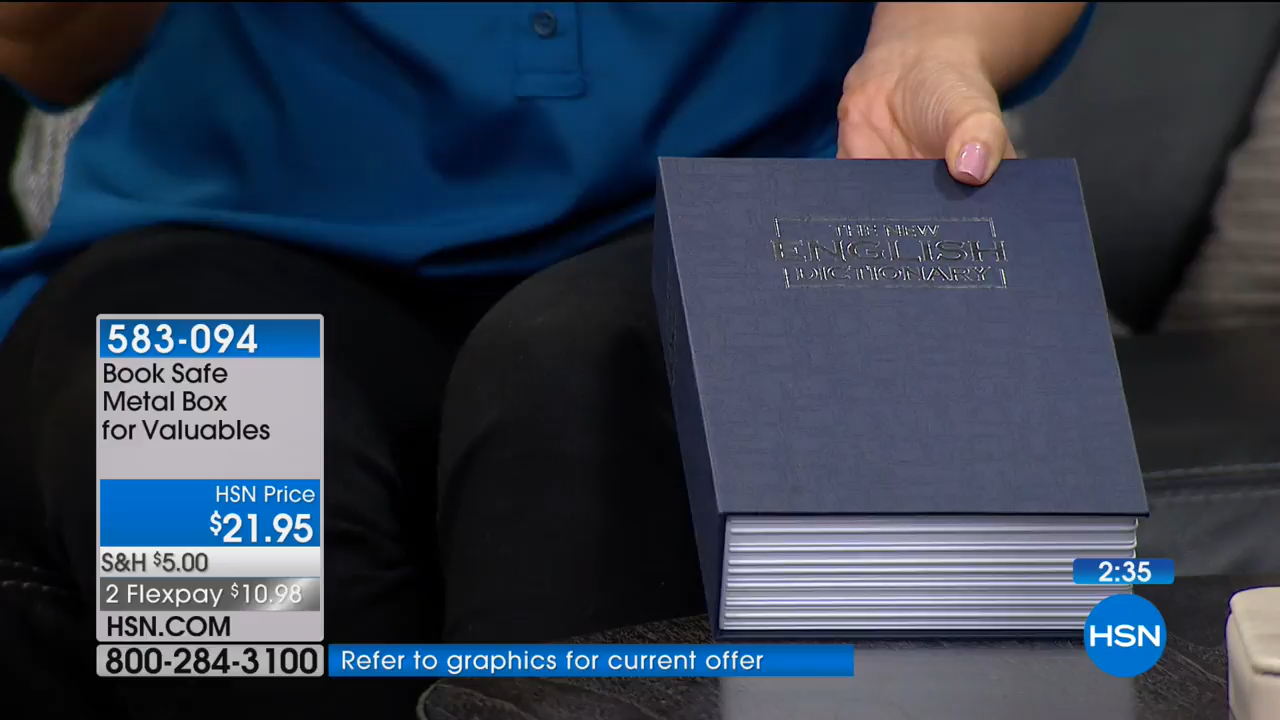 THE NEW
ENGLISH
DICTIONARY
583-094
Book Safe
Metal Box
for Valuables
HSN Price
$21.95
S&H $5.00
2 Flexpay $10.98
HSN.COM
800-284-3100
Refer to graphics for current offer
2:35
HSN